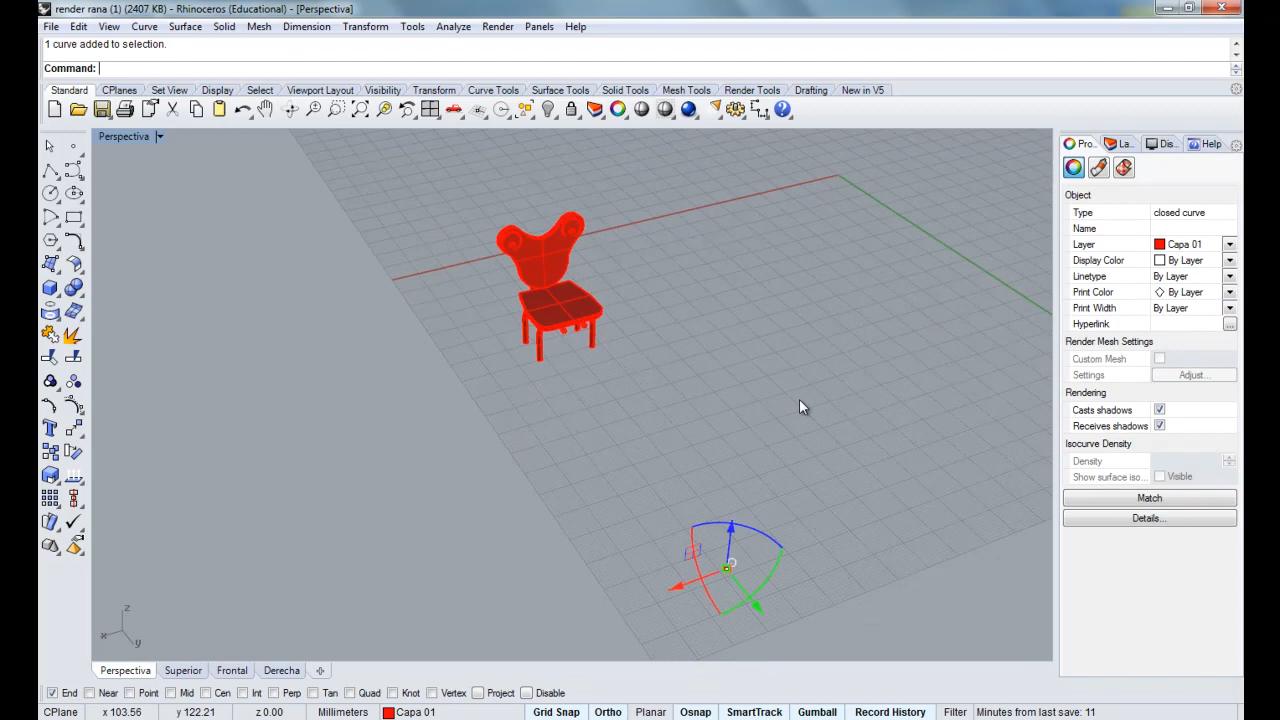 render rana (1) (2407 KB) - Rhinoceros (Educational) - [Perspectiva]
File Edit View Curve Surface Solid Mesh Dimension Transform Tools Analyze Render Panels Help
1 curve added to selection.
Command:
Standard CPlanes Set View Display Select Viewport Layout Visibility Transform Curve Tools Surface Tools Solid Tools Mesh Tools Render Tools Drafting New in V5
Perspectiva
Pro... La... Dis... Help
Object
Type closed curve
Name
Layer Capa 01
Display Color By Layer
Linetype By Layer
Print Color By Layer
Print Width By Layer
Hyperlink ...
Render Mesh Settings
Custom Mesh
Settings Adjust...
Rendering
Casts shadows
Receives shadows
Isocurve Density
Density
Show surface iso... Visible
Match
Details...
z
x
y
Perspectiva Superior Frontal Derecha
End Near Point Mid Cen Int Perp Tan Quad Knot Vertex Project Disable
CPlane x 103.56 y 122.21 z 0.00 Millimeters Capa 01 Grid Snap Ortho Planar Osnap SmartTrack Gumball Record History Filter Minutes from last save: 11